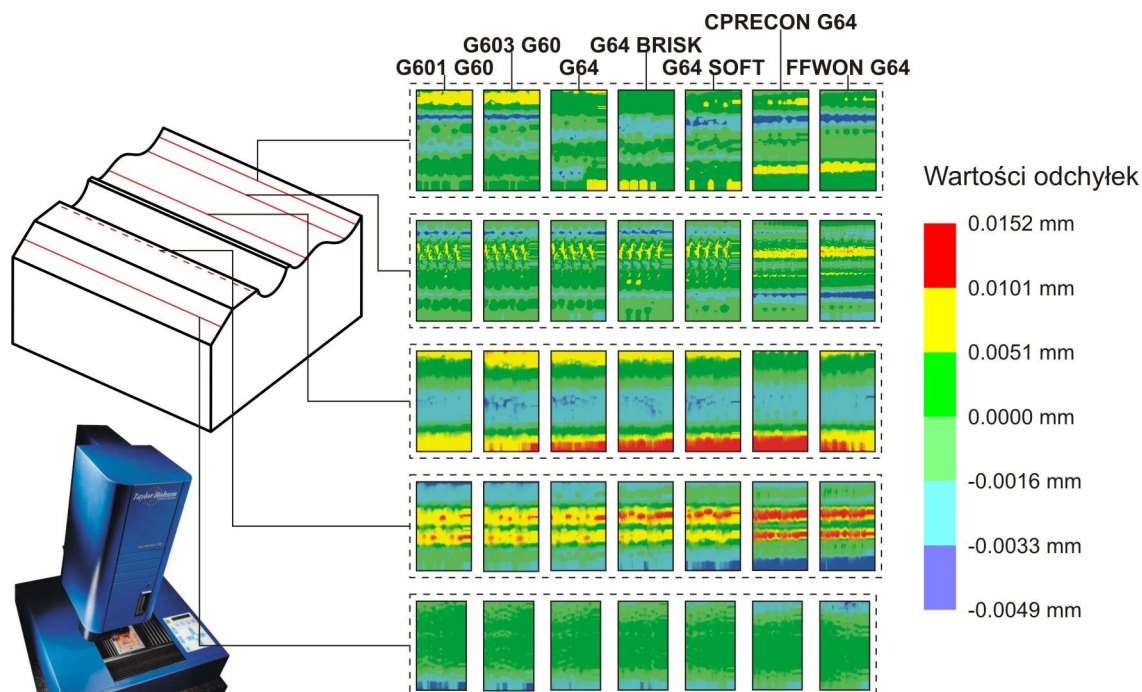 CPRECON G64
G603 G60
G64 BRISK
G601 G60
G64
G64 SOFT
FFWON G64
Wartości odchyłek
0.0152 mm
0.0101 mm
0.0051 mm
0.0000 mm
-0.0016 mm
-0.0033 mm
-0.0049 mm
Taylor Hobson